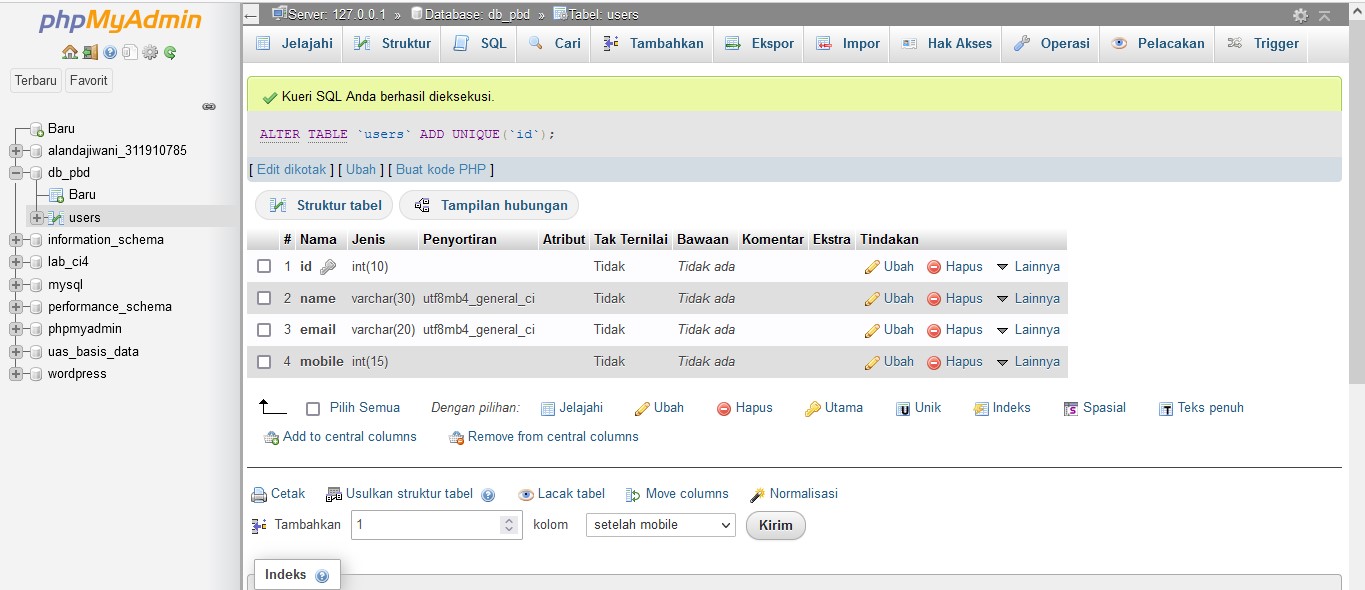 phpMyAdmin
Terbaru Favorit
Baru
alandajiwani_311910785
db_pbd
Baru
users
information_schema
lab_ci4
mysql
performance_schema
phpmyadmin
uas_basis_data
wordpress
Server: 127.0.0.1 » Database: db_pbd » Tabel: users
Jelajahi Struktur SQL Cari Tambahkan Ekspor Impor Hak Akses Operasi Pelacakan Trigger
Kueri SQL Anda berhasil dieksekusi.
ALTER TABLE `users` ADD UNIQUE(`id`);
[ Edit dikotak ] [ Ubah ] [ Buat kode PHP ]
Struktur tabel Tampilan hubungan
# Nama Jenis Penyortiran Atribut Tak Ternilai Bawaan Komentar Ekstra Tindakan
1 id int(10) Tidak Tidak ada Ubah Hapus Lainnya
2 name varchar(30) utf8mb4_general_ci Tidak Tidak ada Ubah Hapus Lainnya
3 email varchar(20) utf8mb4_general_ci Tidak Tidak ada Ubah Hapus Lainnya
4 mobile int(15) Tidak Tidak ada Ubah Hapus Lainnya
Pilih Semua Dengan pilihan: Jelajahi Ubah Hapus Utama Unik Indeks Spasial Teks penuh
Add to central columns Remove from central columns
Cetak Usulkan struktur tabel Lacak tabel Move columns Normalisasi
Tambahkan 1 kolom setelah mobile Kirim
Indeks